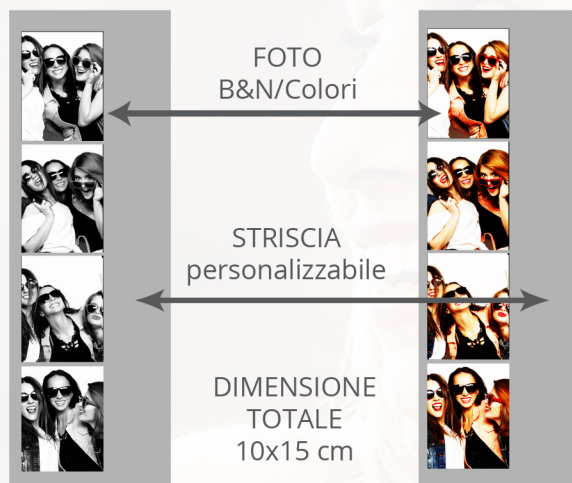 FOTO
B&N/Colori
STRISCIA
personalizzabile
DIMENSIONE
TOTALE
10x15 cm